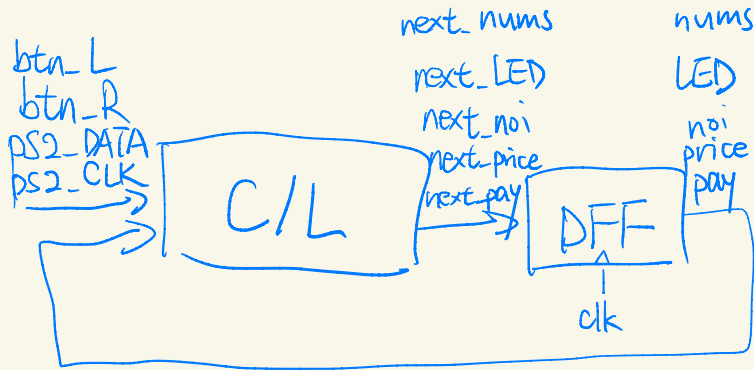 btn_L
btn_R
ps2_DATA
ps2_CLK
C/L
next_nums
next_LED
next_noi
next_price
next_pay
DFF
clk
nums
LED
noi
price
pay